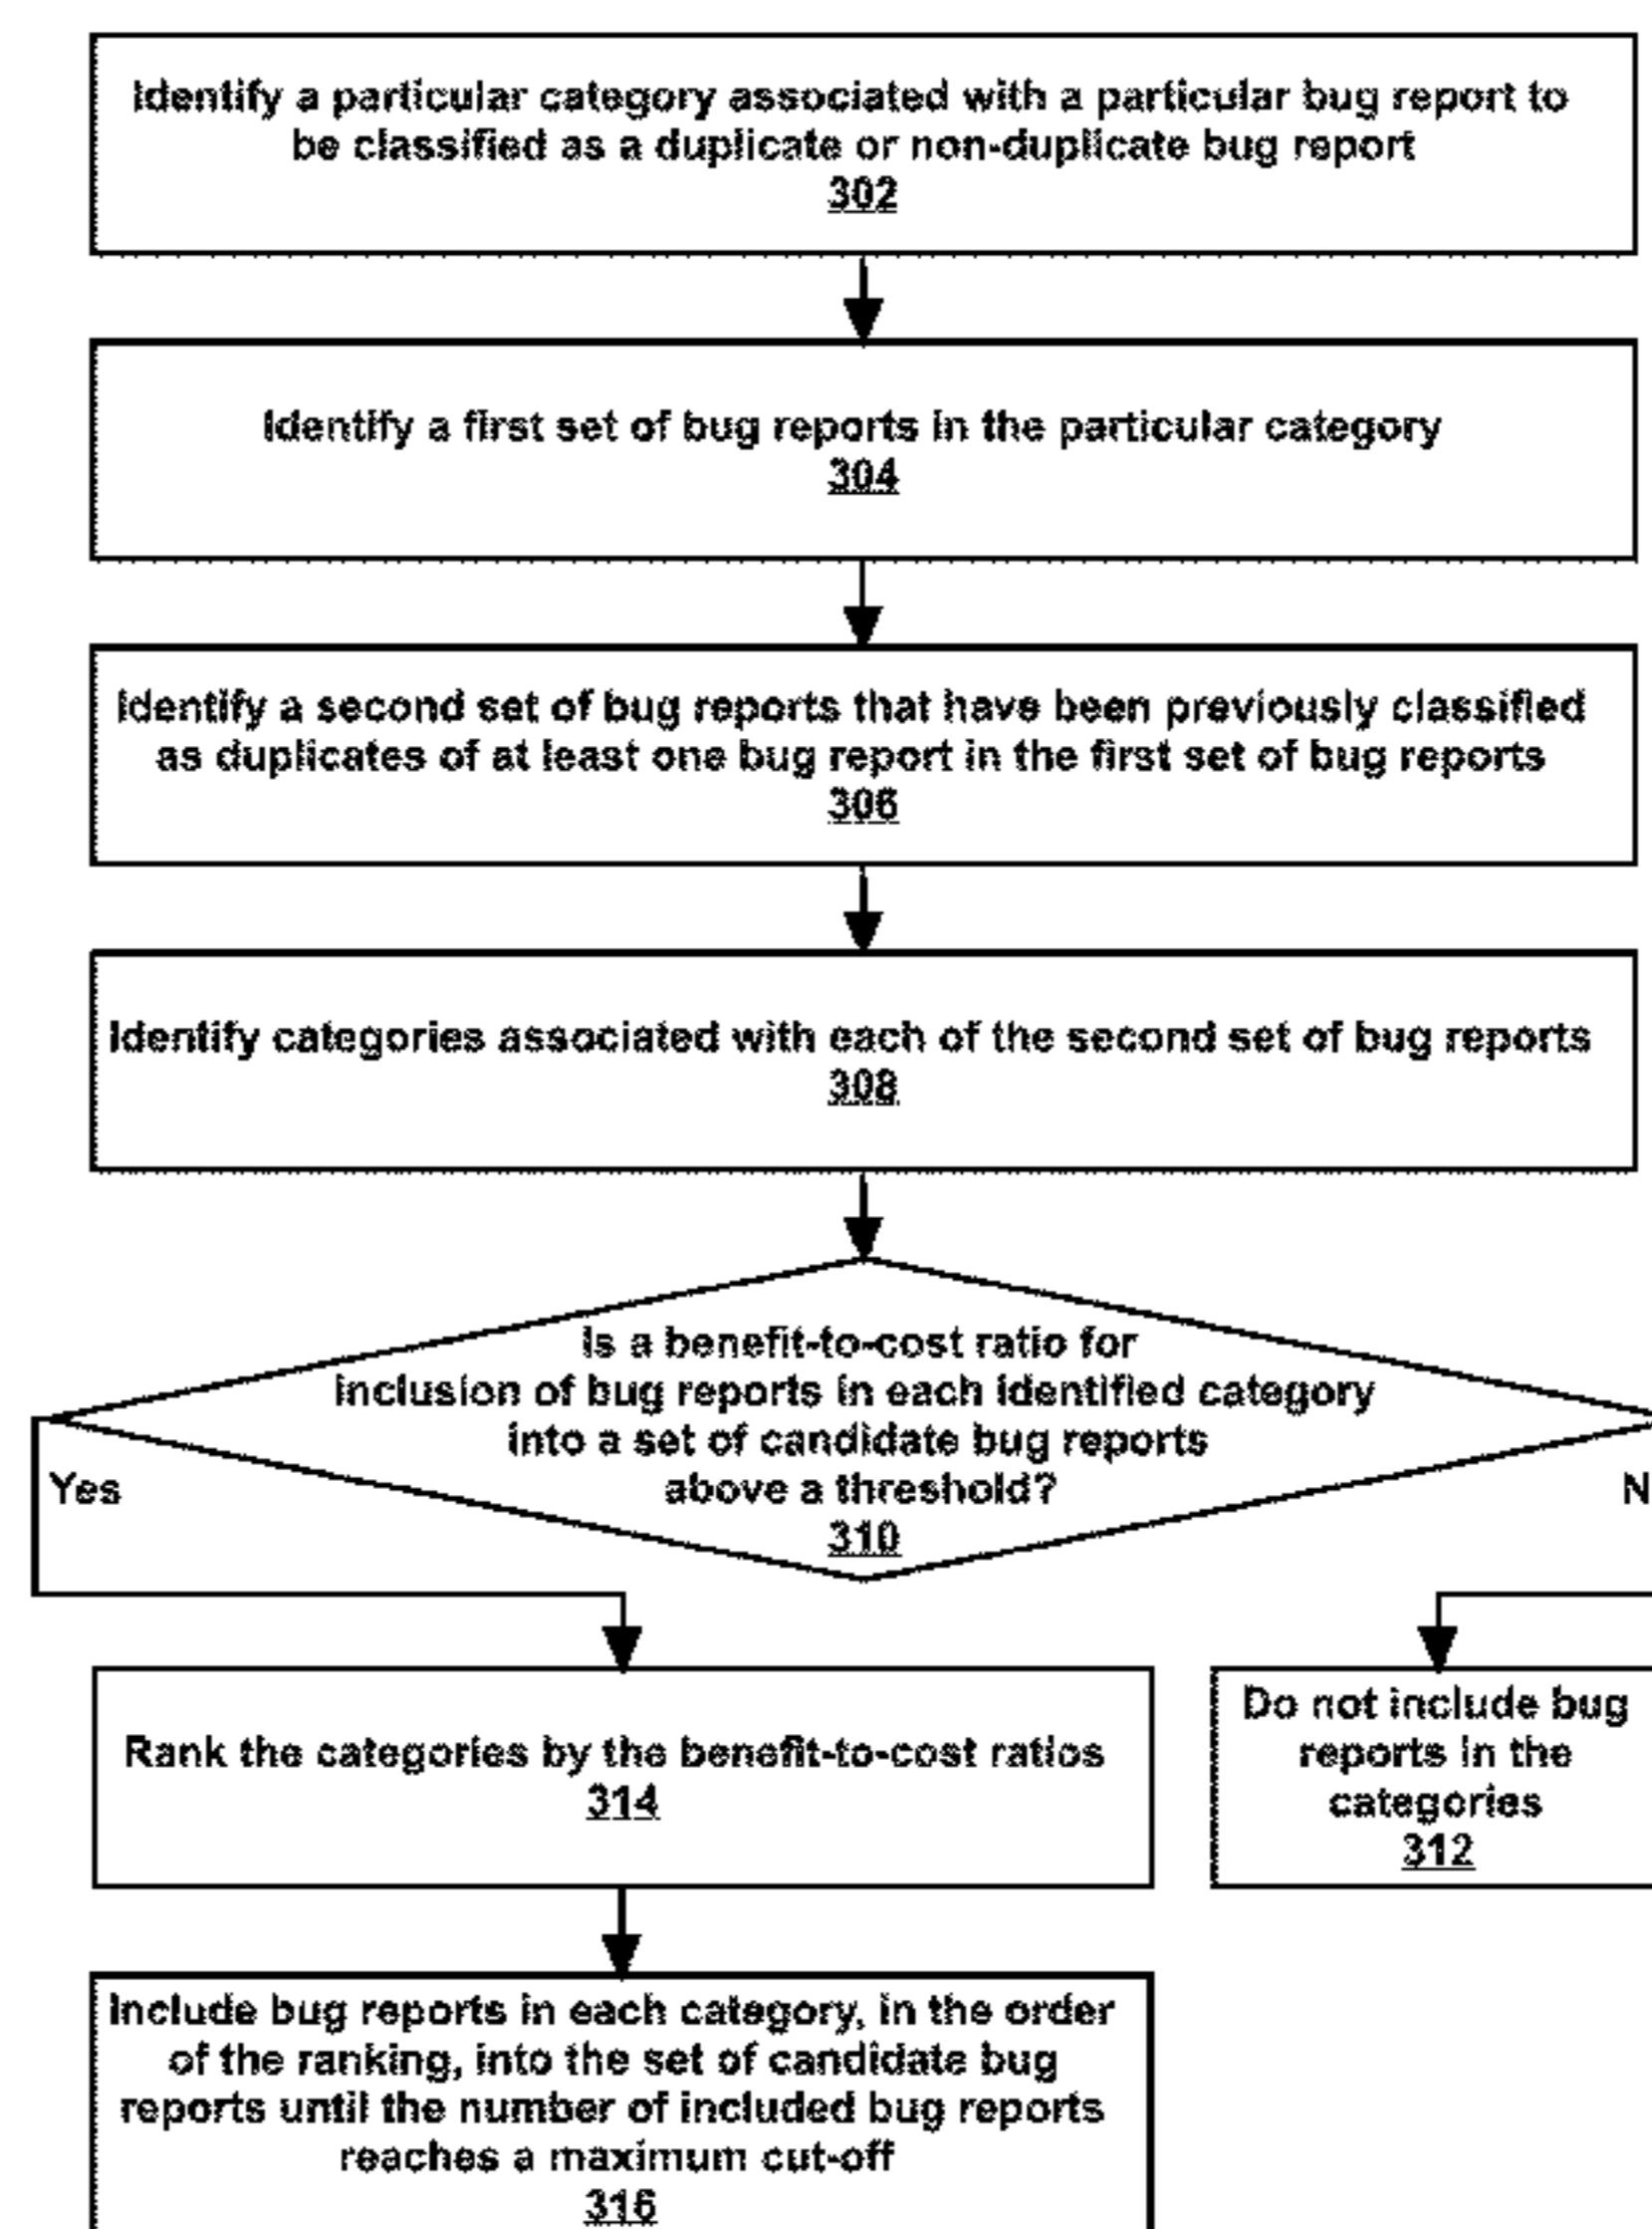 Identify a particular category associated with a particular bug report to
be classified as a duplicate or non-duplicate bug report
302
Identify a first set of bug reports in the particular category
304
Identify a second set of bug reports that have been previously classified
as duplicates of at least one bug report in the first set of bug reports
306
Identify categories associated with each of the second set of bug reports
308
Is a benefit-to-cost ratio for
inclusion of bug reports in each identified category
into a set of candidate bug reports
above a threshold?
310
Yes
N
Rank the categories by the benefit-to-cost ratios
314
Do not include bug
reports in the
categories
312
Include bug reports in each category, in the order
of the ranking, into the set of candidate bug
reports until the number of included bug reports
reaches a maximum cut-off
316